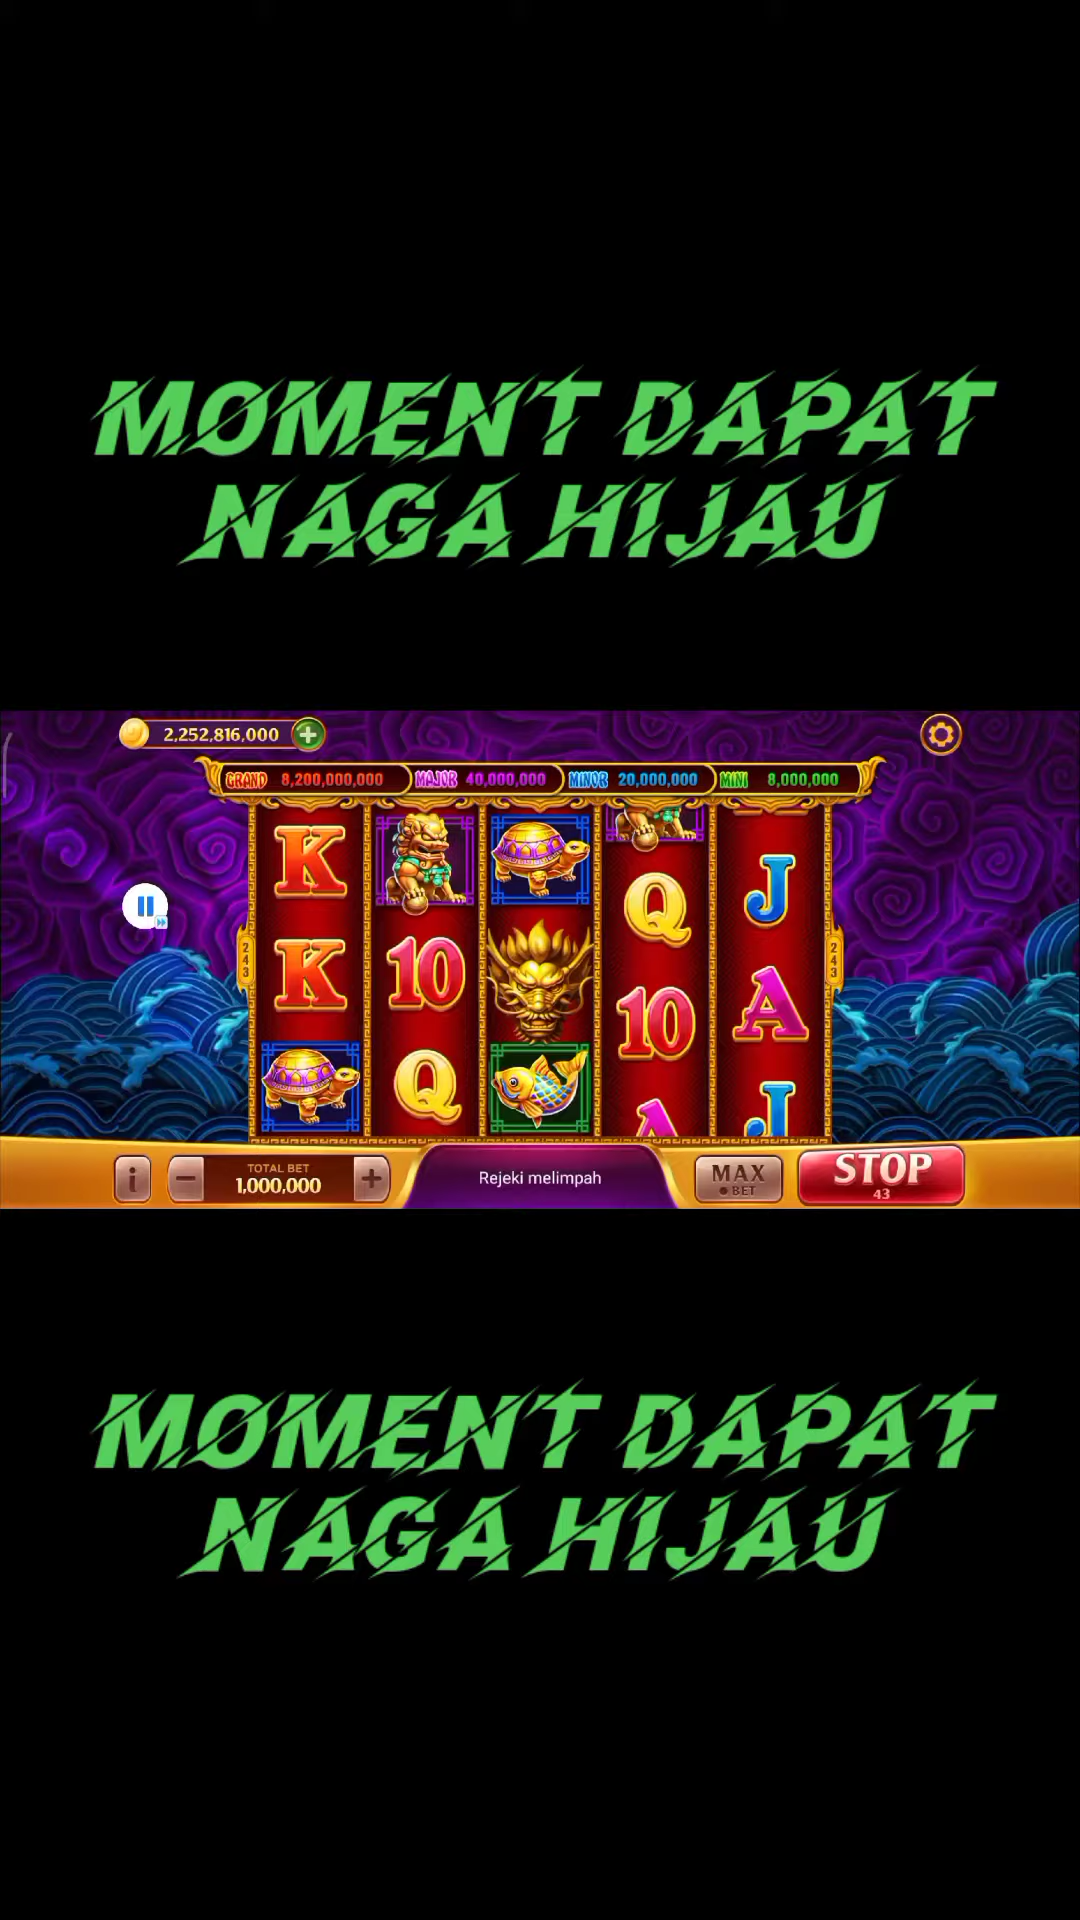 MOMENT DAPAT
NAGA HIJAU
2,252,816,000
GRAND 8,200,000,000 MAJOR 40,000,000 MINOR 20,000,000 MINI 8,000,000
K
Q
J
K
10
243
243
10
A
Q
A
J
TOTAL BET
1,000,000
Rejeki melimpah
MAX
BET
STOP
43
MOMENT DAPAT
NAGA HIJAU